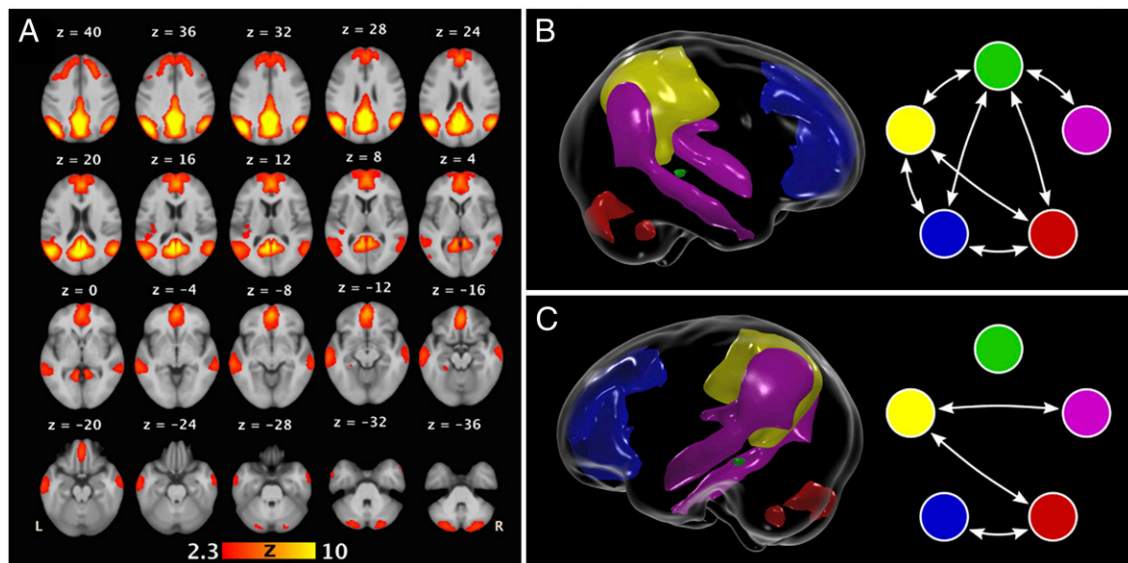 A
z = 40 z = 36 z = 32 z = 28 z = 24
z = 20 z = 16 z = 12 z = 8 z = 4
z = 0 z = −4 z = −8 z = −12 z = −16
z = −20 z = −24 z = −28 z = −32 z = −36
L R
2.3 Z 10
B
C